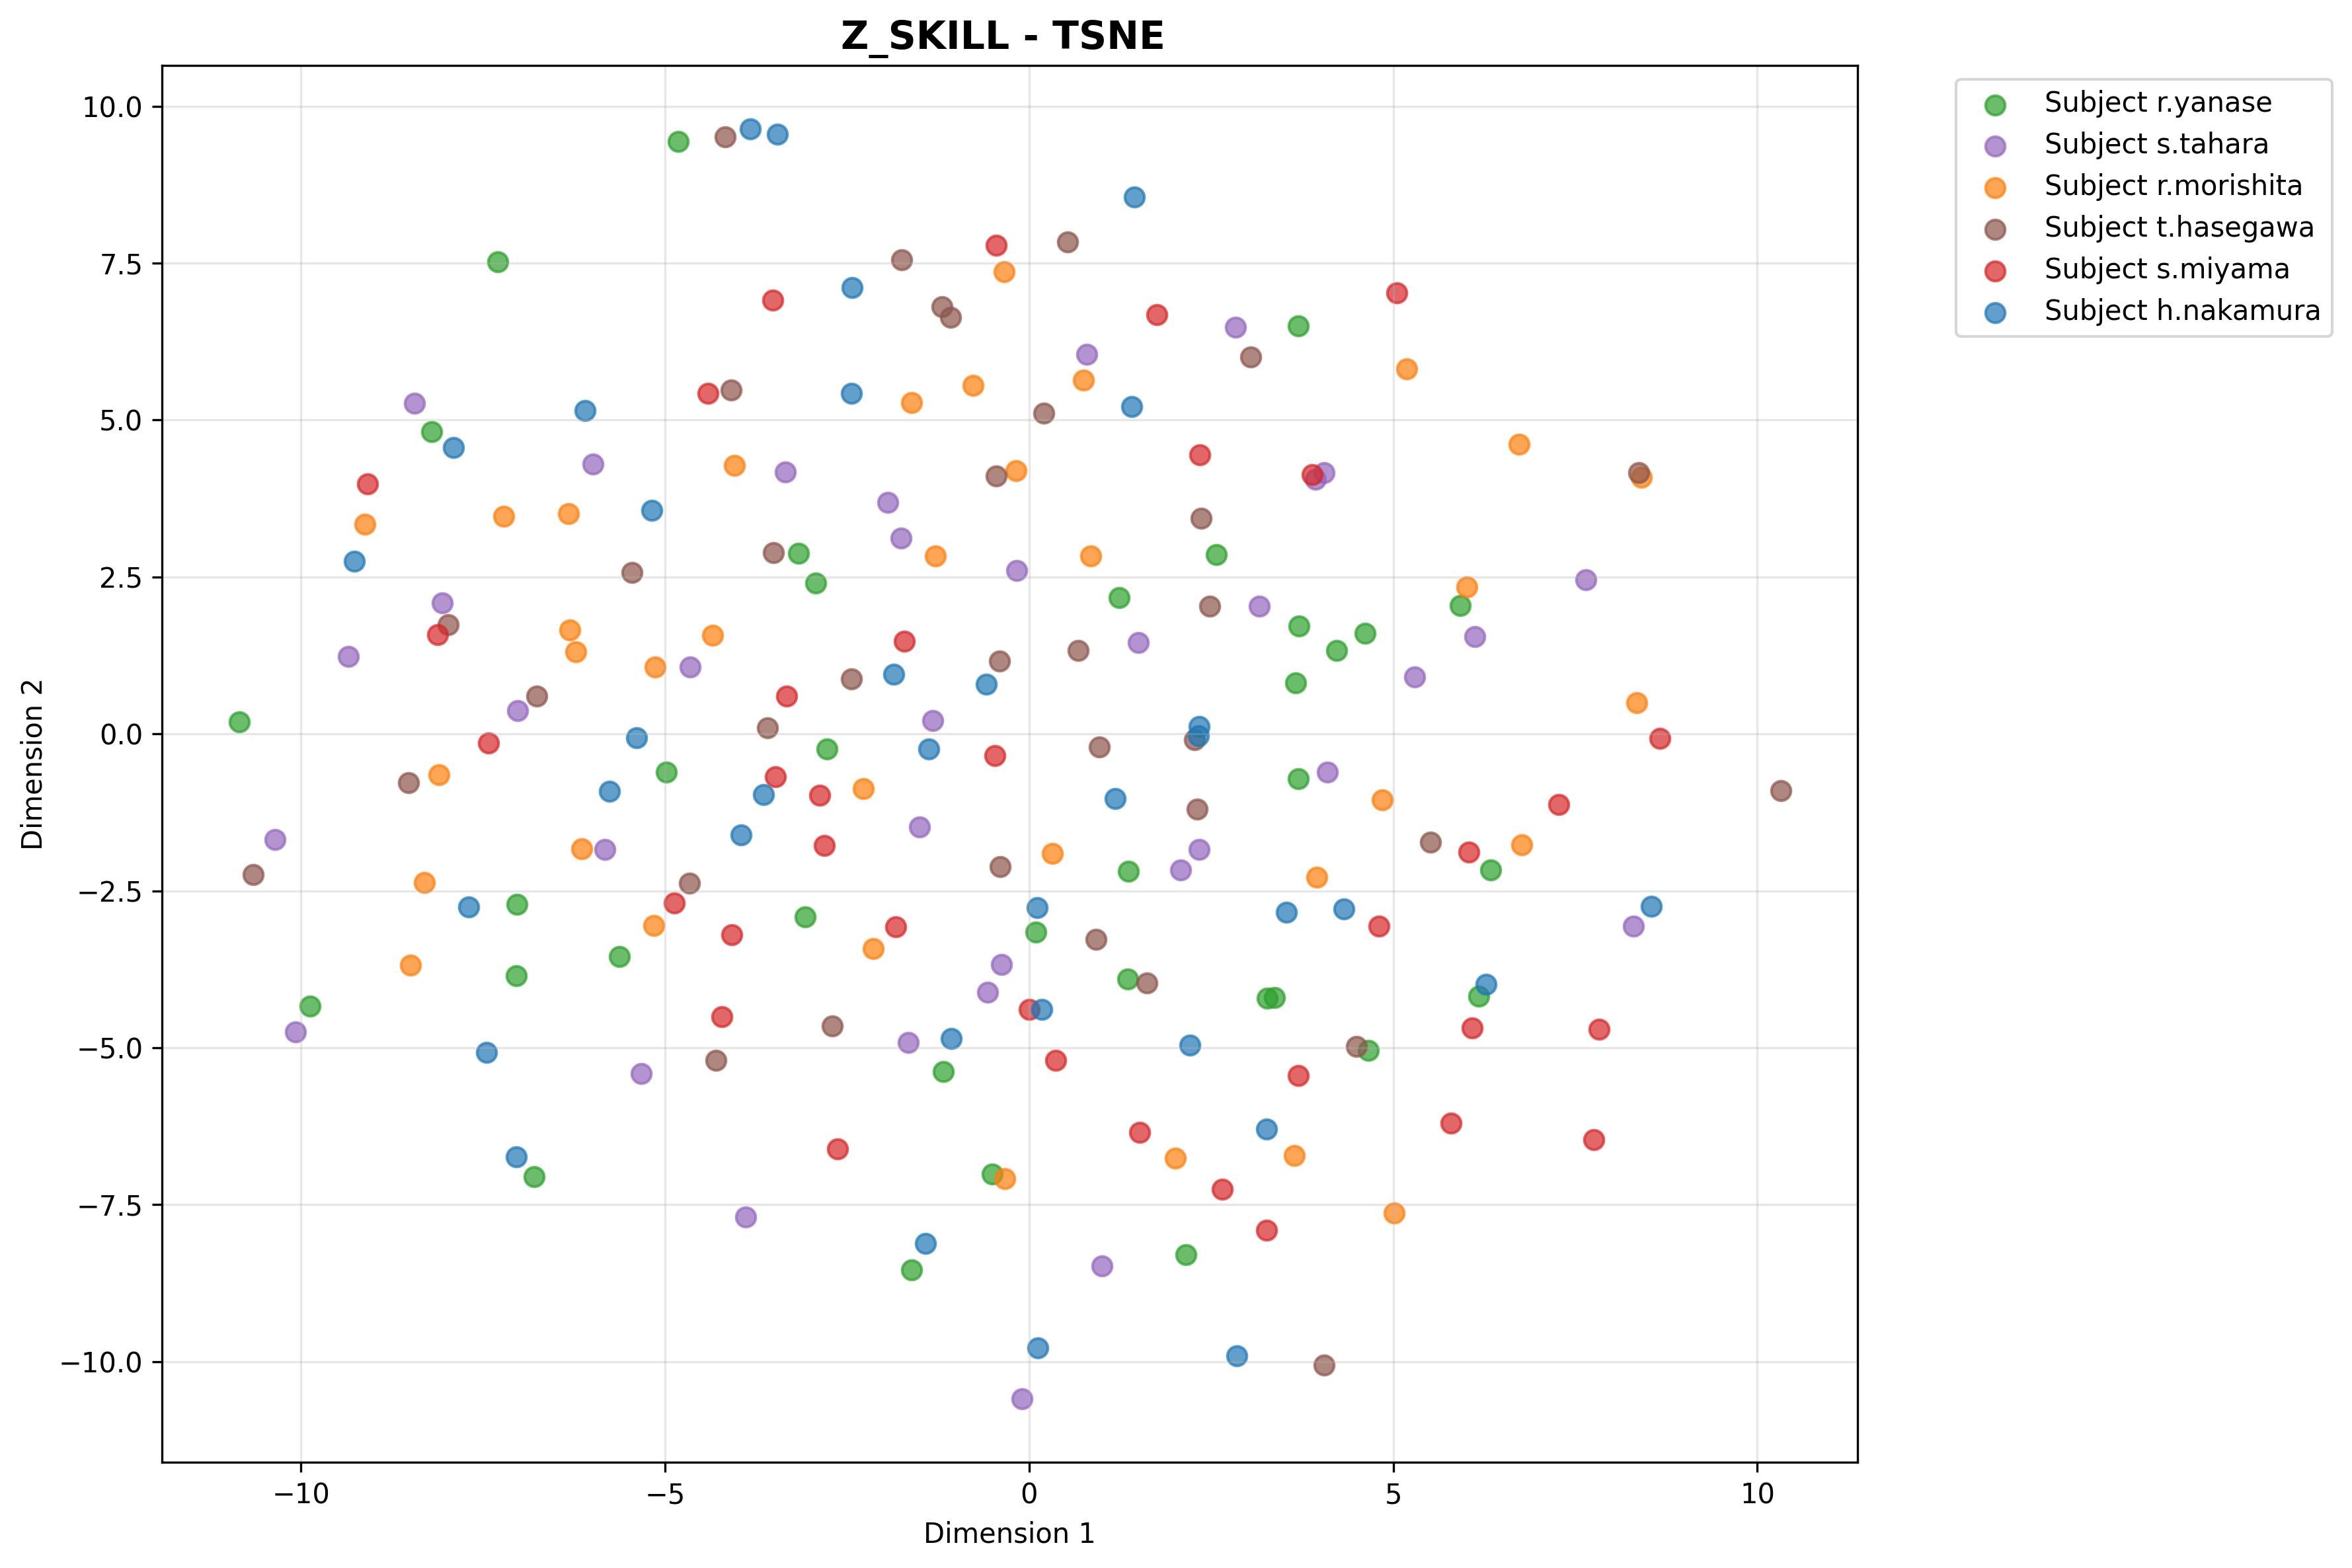 Z_SKILL - TSNE
Subject r.yanase
Subject s.tahara
Subject r.morishita
Subject t.hasegawa
Subject s.miyama
Subject h.nakamura
Dimension 2
10.0
7.5
5.0
2.5
0.0
−2.5
−5.0
−7.5
−10.0
−10
−5
0
5
10
Dimension 1